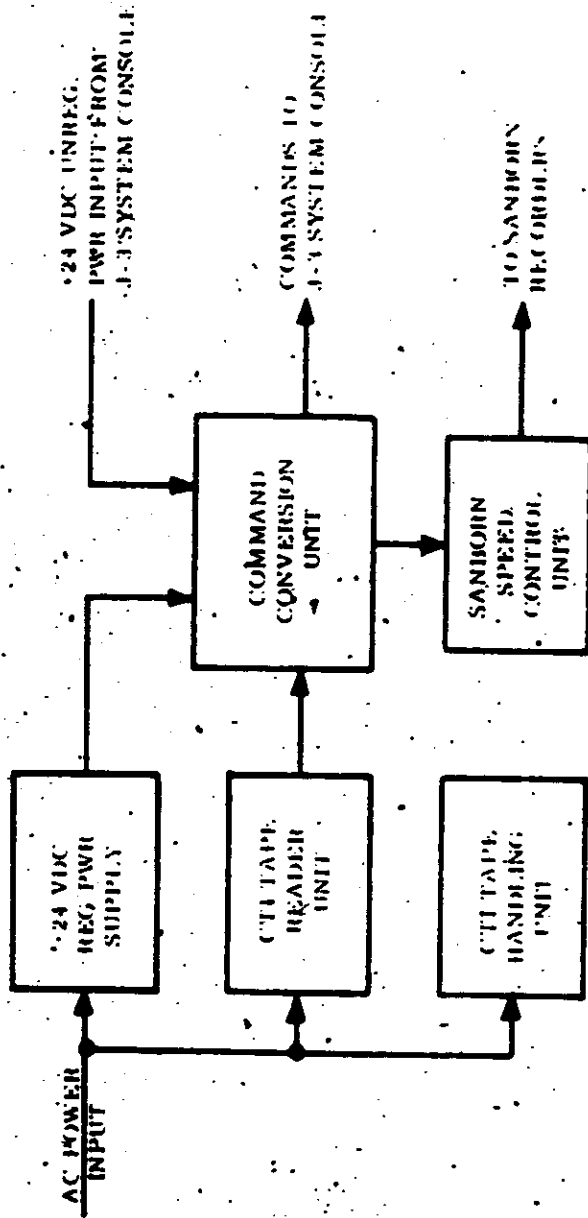 AC POWER
INPUT
+24 VDC
REG PWR
SUPPLY
+24 VDC UNREG.
PWR INPUT FROM
J-3 SYSTEM CONSOLE
CTI TAPE
READER
UNIT
COMMAND
CONVERSION
UNIT
COMMANDS TO
J-3 SYSTEM CONSOLE
CTI TAPE
HANDLING
UNIT
SANBORN
SPEED
CONTROL
UNIT
TO SANBORN
RECORDERS